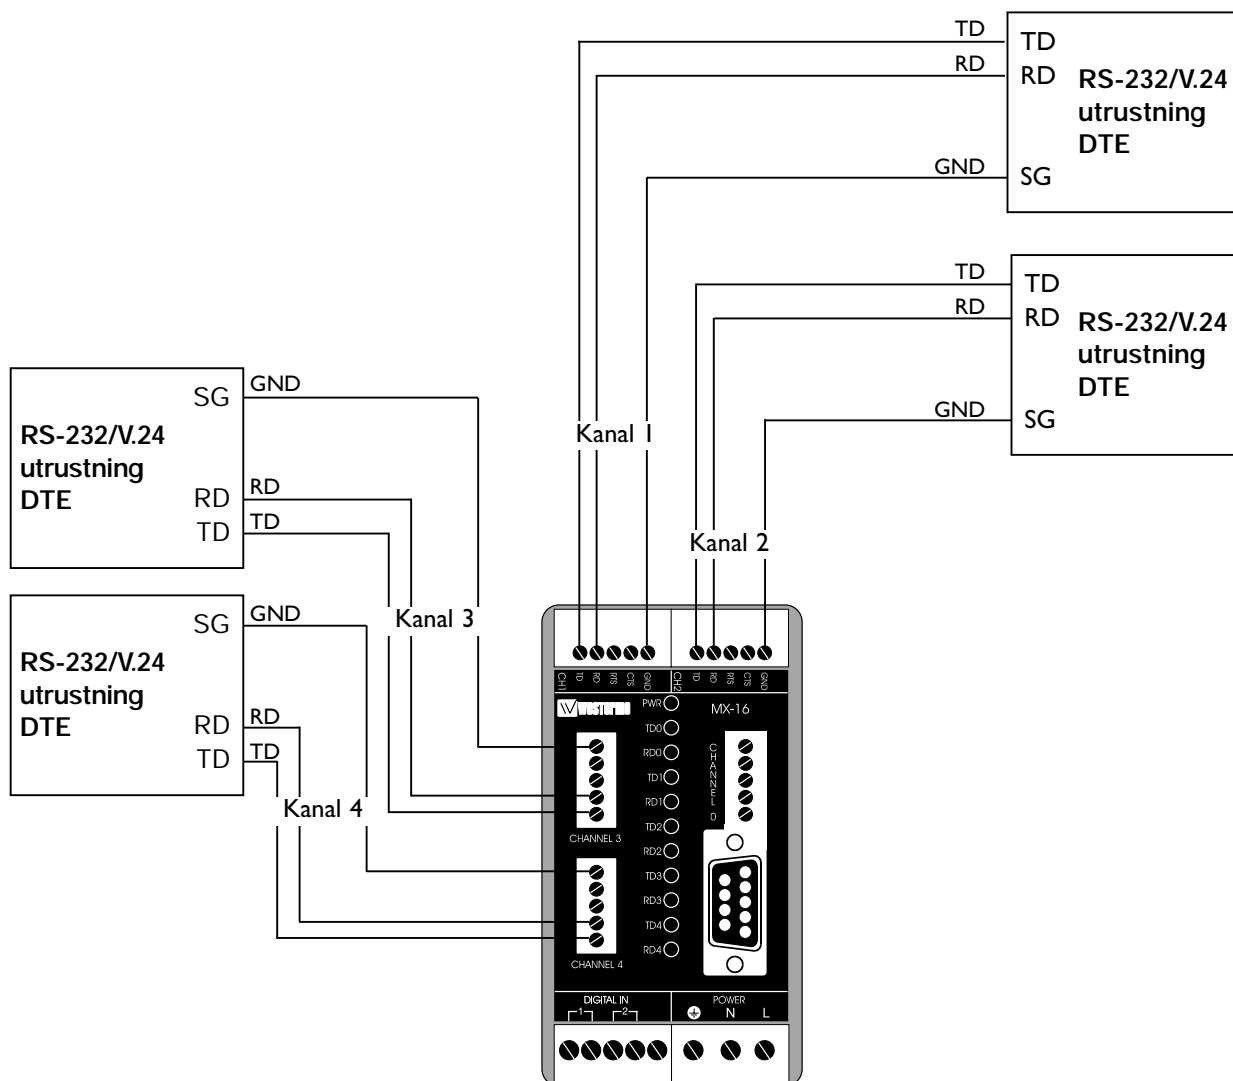 TD
TD
RD
RD
RS-232/V.24
utrustning
DTE
GND
SG
TD
TD
RD
RD
RS-232/V.24
utrustning
DTE
GND
SG
Kanal 1
Kanal 2
SG
GND
RS-232/V.24
utrustning
DTE
RD
RD
TD
TD
Kanal 3
SG
GND
RS-232/V.24
utrustning
DTE
RD
RD
TD
TD
Kanal 4
CH1 TD RD RTS CTS GND
CH2 TD RD RTS CTS GND
WESTERMO
MX-16
PWR
TD0
RD0
TD1
RD1
TD2
RD2
TD3
RD3
TD4
RD4
CHANNEL 0
CHANNEL 3
CHANNEL 4
DIGITAL IN
1 2
POWER
N L